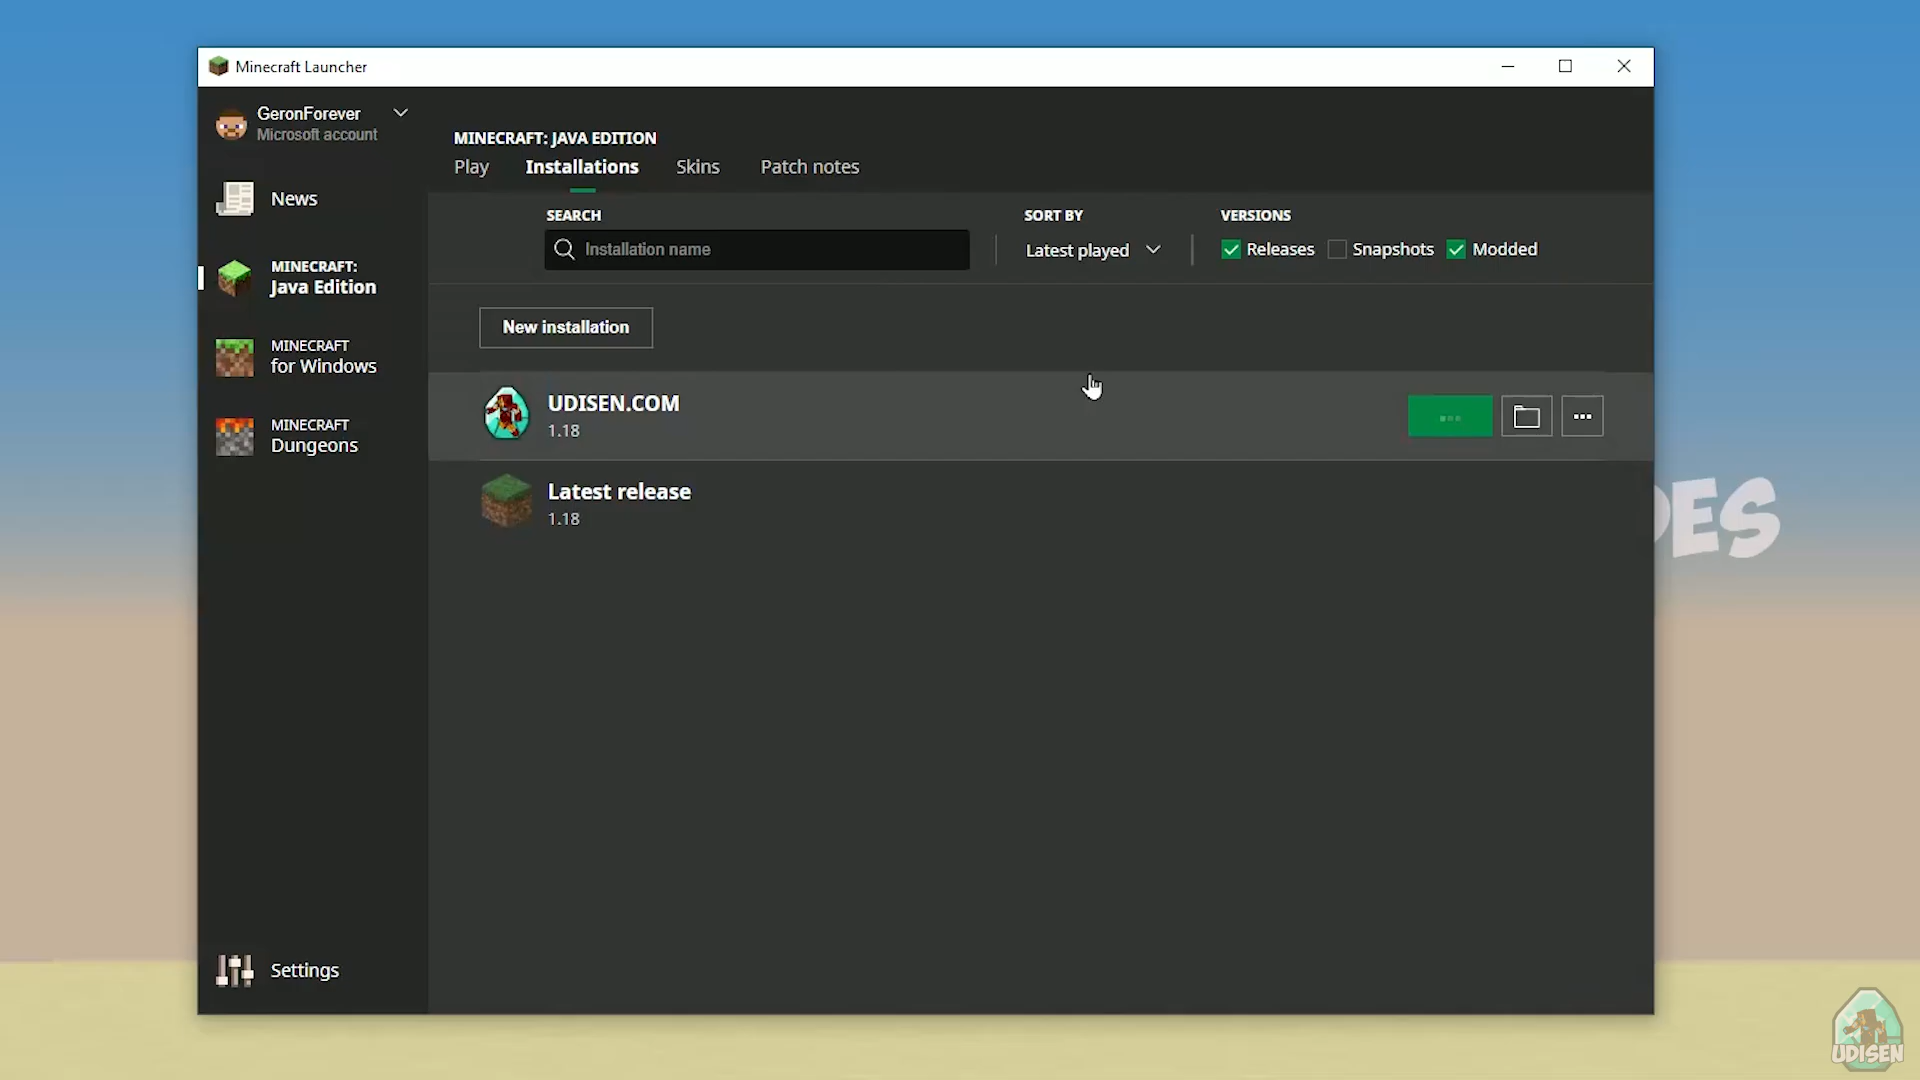 Minecraft Launcher
GeronForever
Microsoft account
News
MINECRAFT:
Java Edition
MINECRAFT
for Windows
MINECRAFT
Dungeons
Settings
MINECRAFT: JAVA EDITION
Play Installations Skins Patch notes
SEARCH SORT BY VERSIONS
Installation name Latest played Releases Snapshots Modded
New installation
UDISEN.COM
1.18
Latest release
1.18
UDISEN